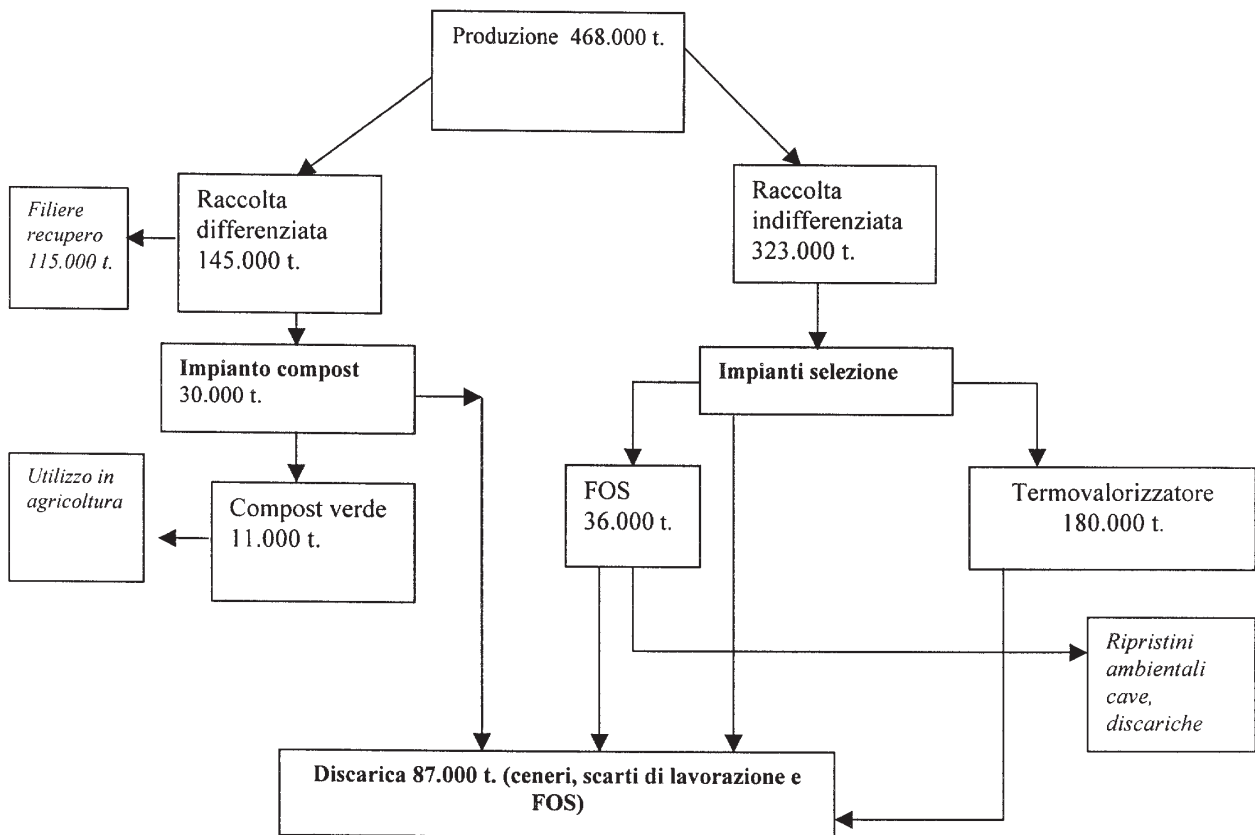 Produzione 468.000 t.
Raccolta
differenziata
145.000 t.
Raccolta
indifferenziata
323.000 t.
Filiere
recupero
115.000 t.
Impianto compost
30.000 t.
Impianti selezione
Utilizzo in
agricoltura
Compost verde
11.000 t.
FOS
36.000 t.
Termovalorizzatore
180.000 t.
Ripristini
ambientali
cave,
discariche
Discarica 87.000 t. (ceneri, scarti di lavorazione e
FOS)